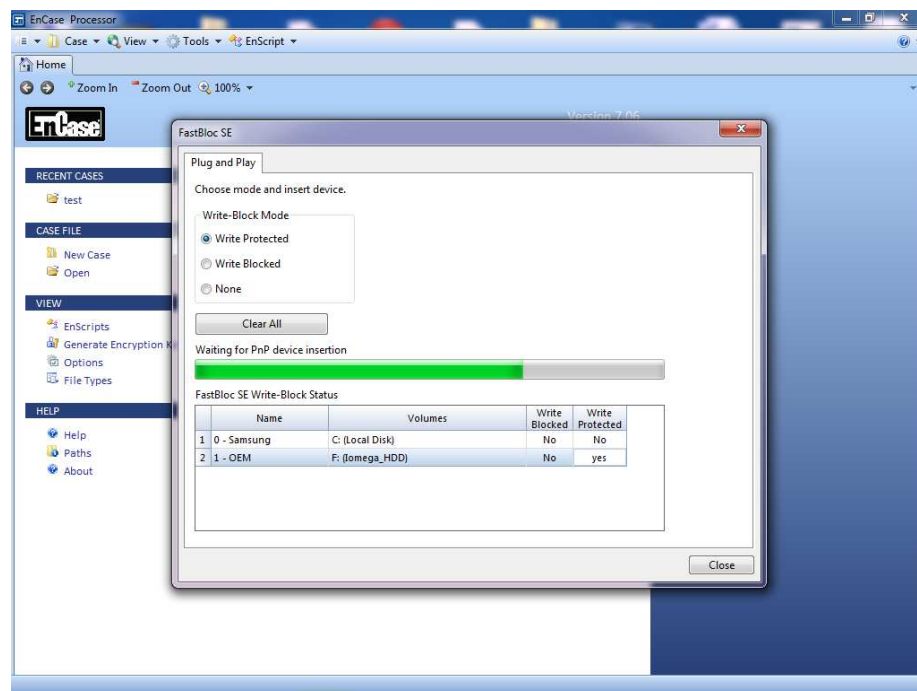 EnCase Processor
Case View Tools EnScript
Home
Zoom In Zoom Out 100%
EnCase
Version 7.06
FastBloc SE
Plug and Play
Choose mode and insert device.
Write-Block Mode
Write Protected
Write Blocked
None
Clear All
Waiting for PnP device insertion
FastBloc SE Write-Block Status
Name Volumes Write Blocked Write Protected
1 0 - Samsung C: (Local Disk) No No
2 1 - OEM F: (Iomega_HDD) No yes
Close
RECENT CASES
test
CASE FILE
New Case
Open
VIEW
EnScripts
Generate Encryption K
Options
File Types
HELP
Help
Paths
About